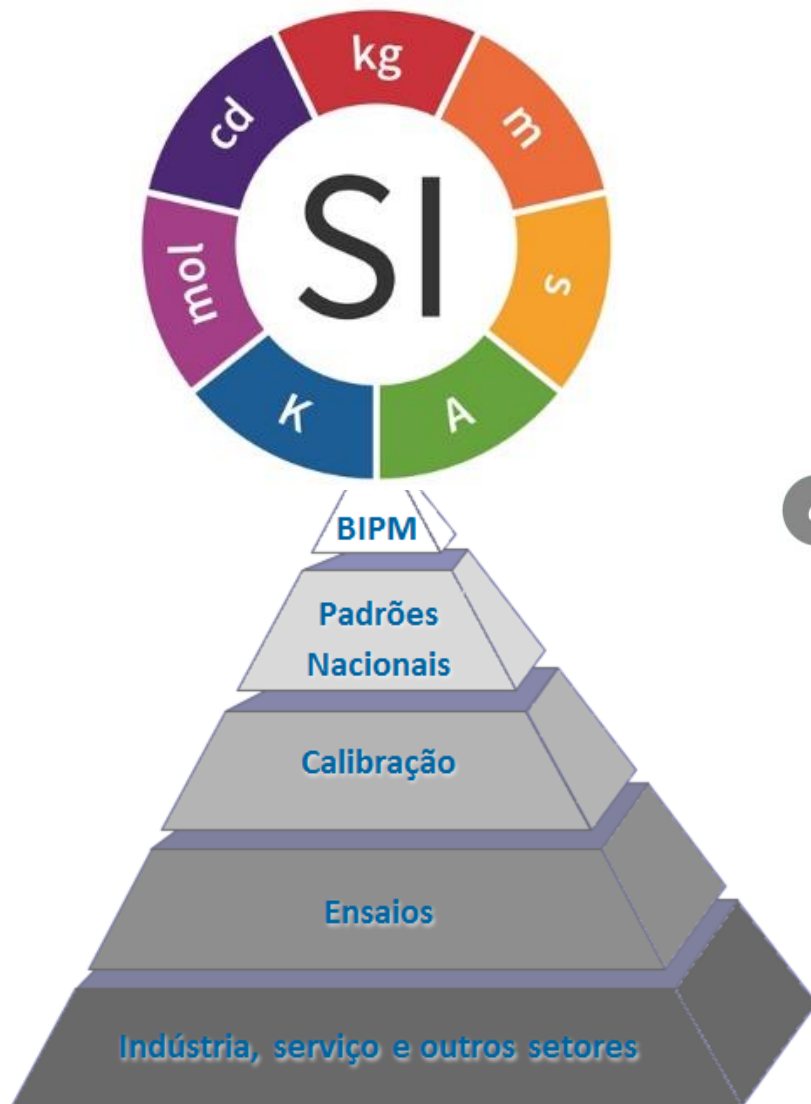 kg
m
s
A
K
mol
cd
SI
BIPM
Padrões
Nacionais
Calibração
Ensaios
Indústria, serviço e outros setores